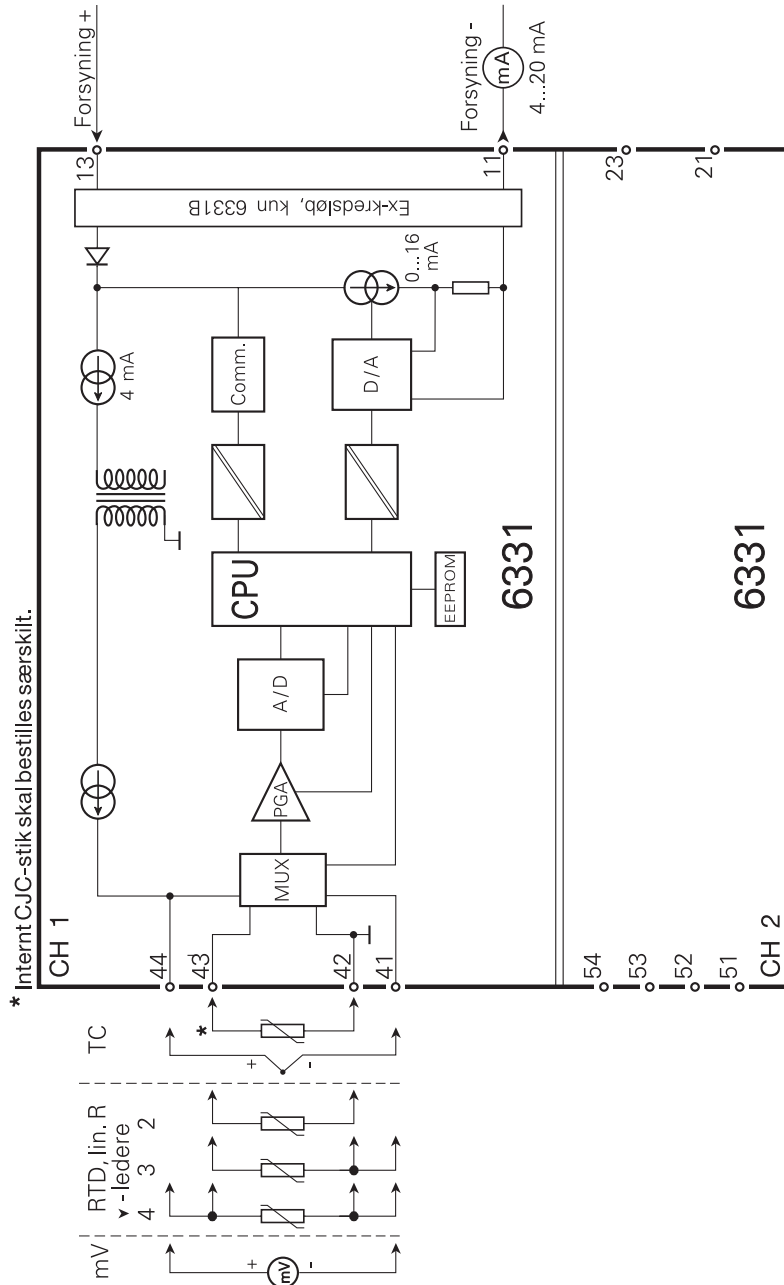 * Internt CJC-stik skal bestilles særskilt.
mV
RTD, lin. R
-ledere
4 3 2
TC
+
-
mV
+
-
*
CH 1
44
43
42
41
MUX
PGA
A/D
CPU
EEPROM
4 mA
Comm.
D/A
0...16
mA
Ex-kredsløb, kun 6331B
13
11
Forsyning +
Forsyning -
mA
4...20 mA
6331
CH 2
54
53
52
51
23
21
6331